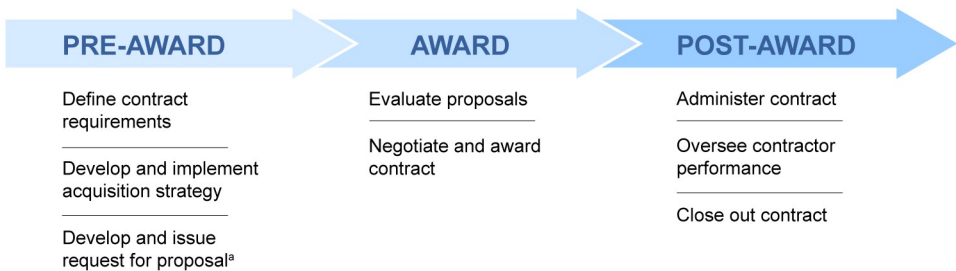 PRE-AWARD
Define contract
requirements
Develop and implement
acquisition strategy
Develop and issue
request for proposalᵃ
AWARD
Evaluate proposals
Negotiate and award
contract
POST-AWARD
Administer contract
Oversee contractor
performance
Close out contract